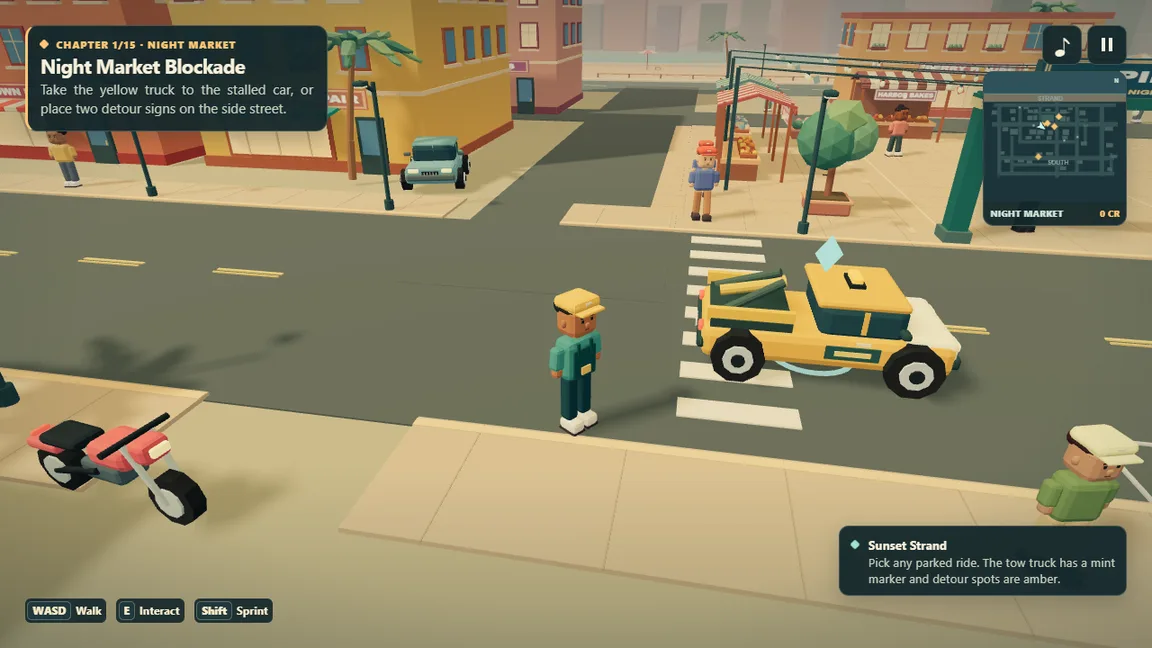 CHAPTER 1/15 · NIGHT MARKET
Night Market Blockade
Take the yellow truck to the stalled car, or
place two detour signs on the side street.
HARBOR BAKES
N
STRAND
SOUTH
NIGHT MARKET 0 CR
Sunset Strand
Pick any parked ride. The tow truck has a mint
marker and detour spots are amber.
WASD Walk E Interact Shift Sprint